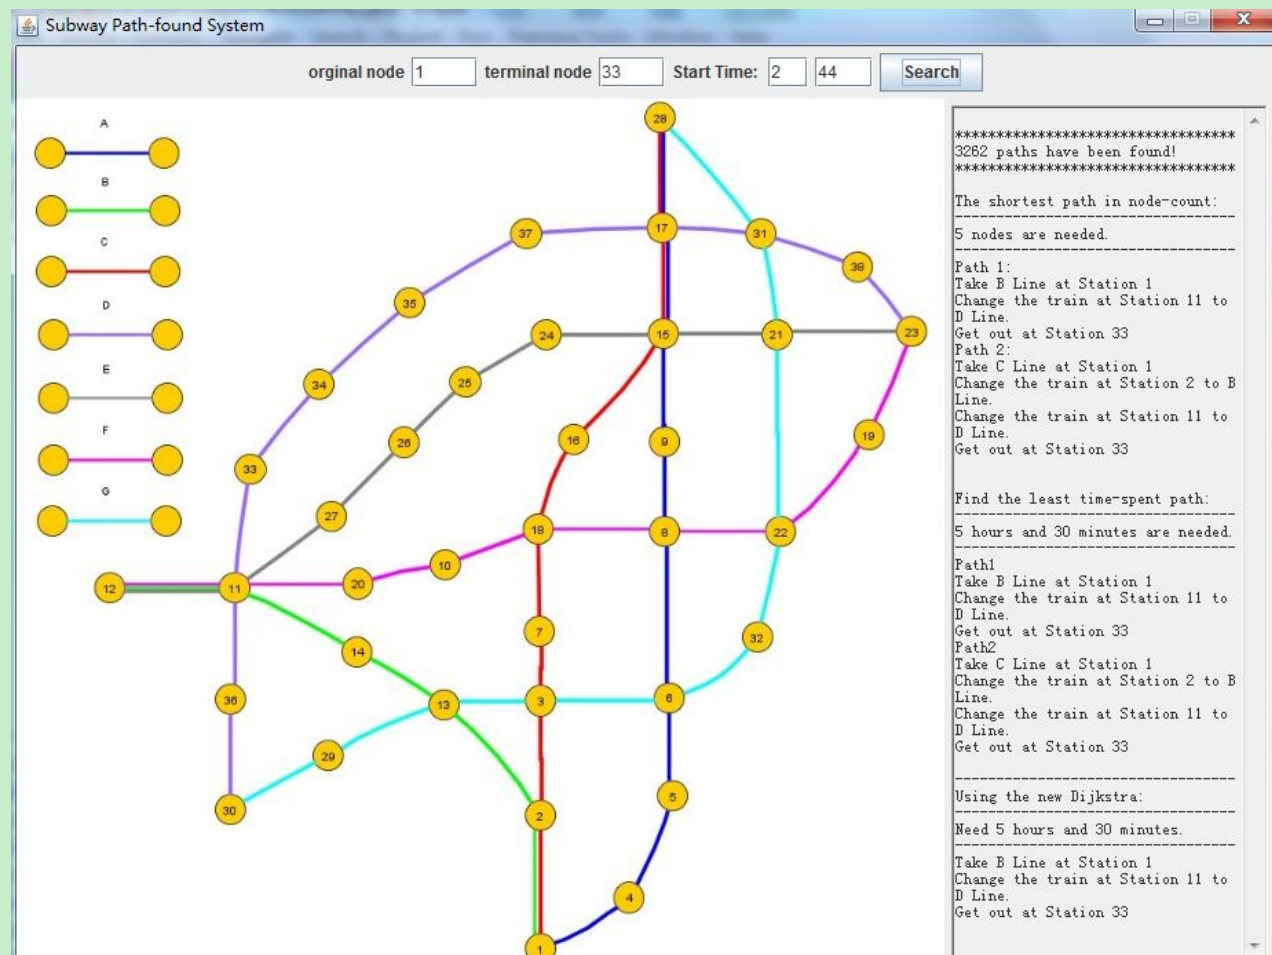 Subway Path-found System
orginal node 1 terminal node 33 Start Time: 2 44 Search
A
B
C
D
E
F
G
28
37
17
31
38
35
24
15
21
23
34
25
16
9
19
26
33
27
18
8
22
10
12
11
20
7
32
14
36
13
3
6
29
30
2
5
4
1
***********************************
3262 paths have been found!
***********************************
The shortest path in node-count:
-----------------------------------
5 nodes are needed.
-----------------------------------
Path 1:
Take B Line at Station 1
Change the train at Station 11 to
D Line.
Get out at Station 33
Path 2:
Take C Line at Station 1
Change the train at Station 2 to B
Line.
Change the train at Station 11 to
D Line.
Get out at Station 33
Find the least time-spent path:
-----------------------------------
5 hours and 30 minutes are needed.
-----------------------------------
Path1
Take B Line at Station 1
Change the train at Station 11 to
D Line.
Get out at Station 33
Path2
Take C Line at Station 1
Change the train at Station 2 to B
Line.
Change the train at Station 11 to
D Line.
Get out at Station 33
-----------------------------------
Using the new Dijkstra:
-----------------------------------
Need 5 hours and 30 minutes.
-----------------------------------
Take B Line at Station 1
Change the train at Station 11 to
D Line.
Get out at Station 33